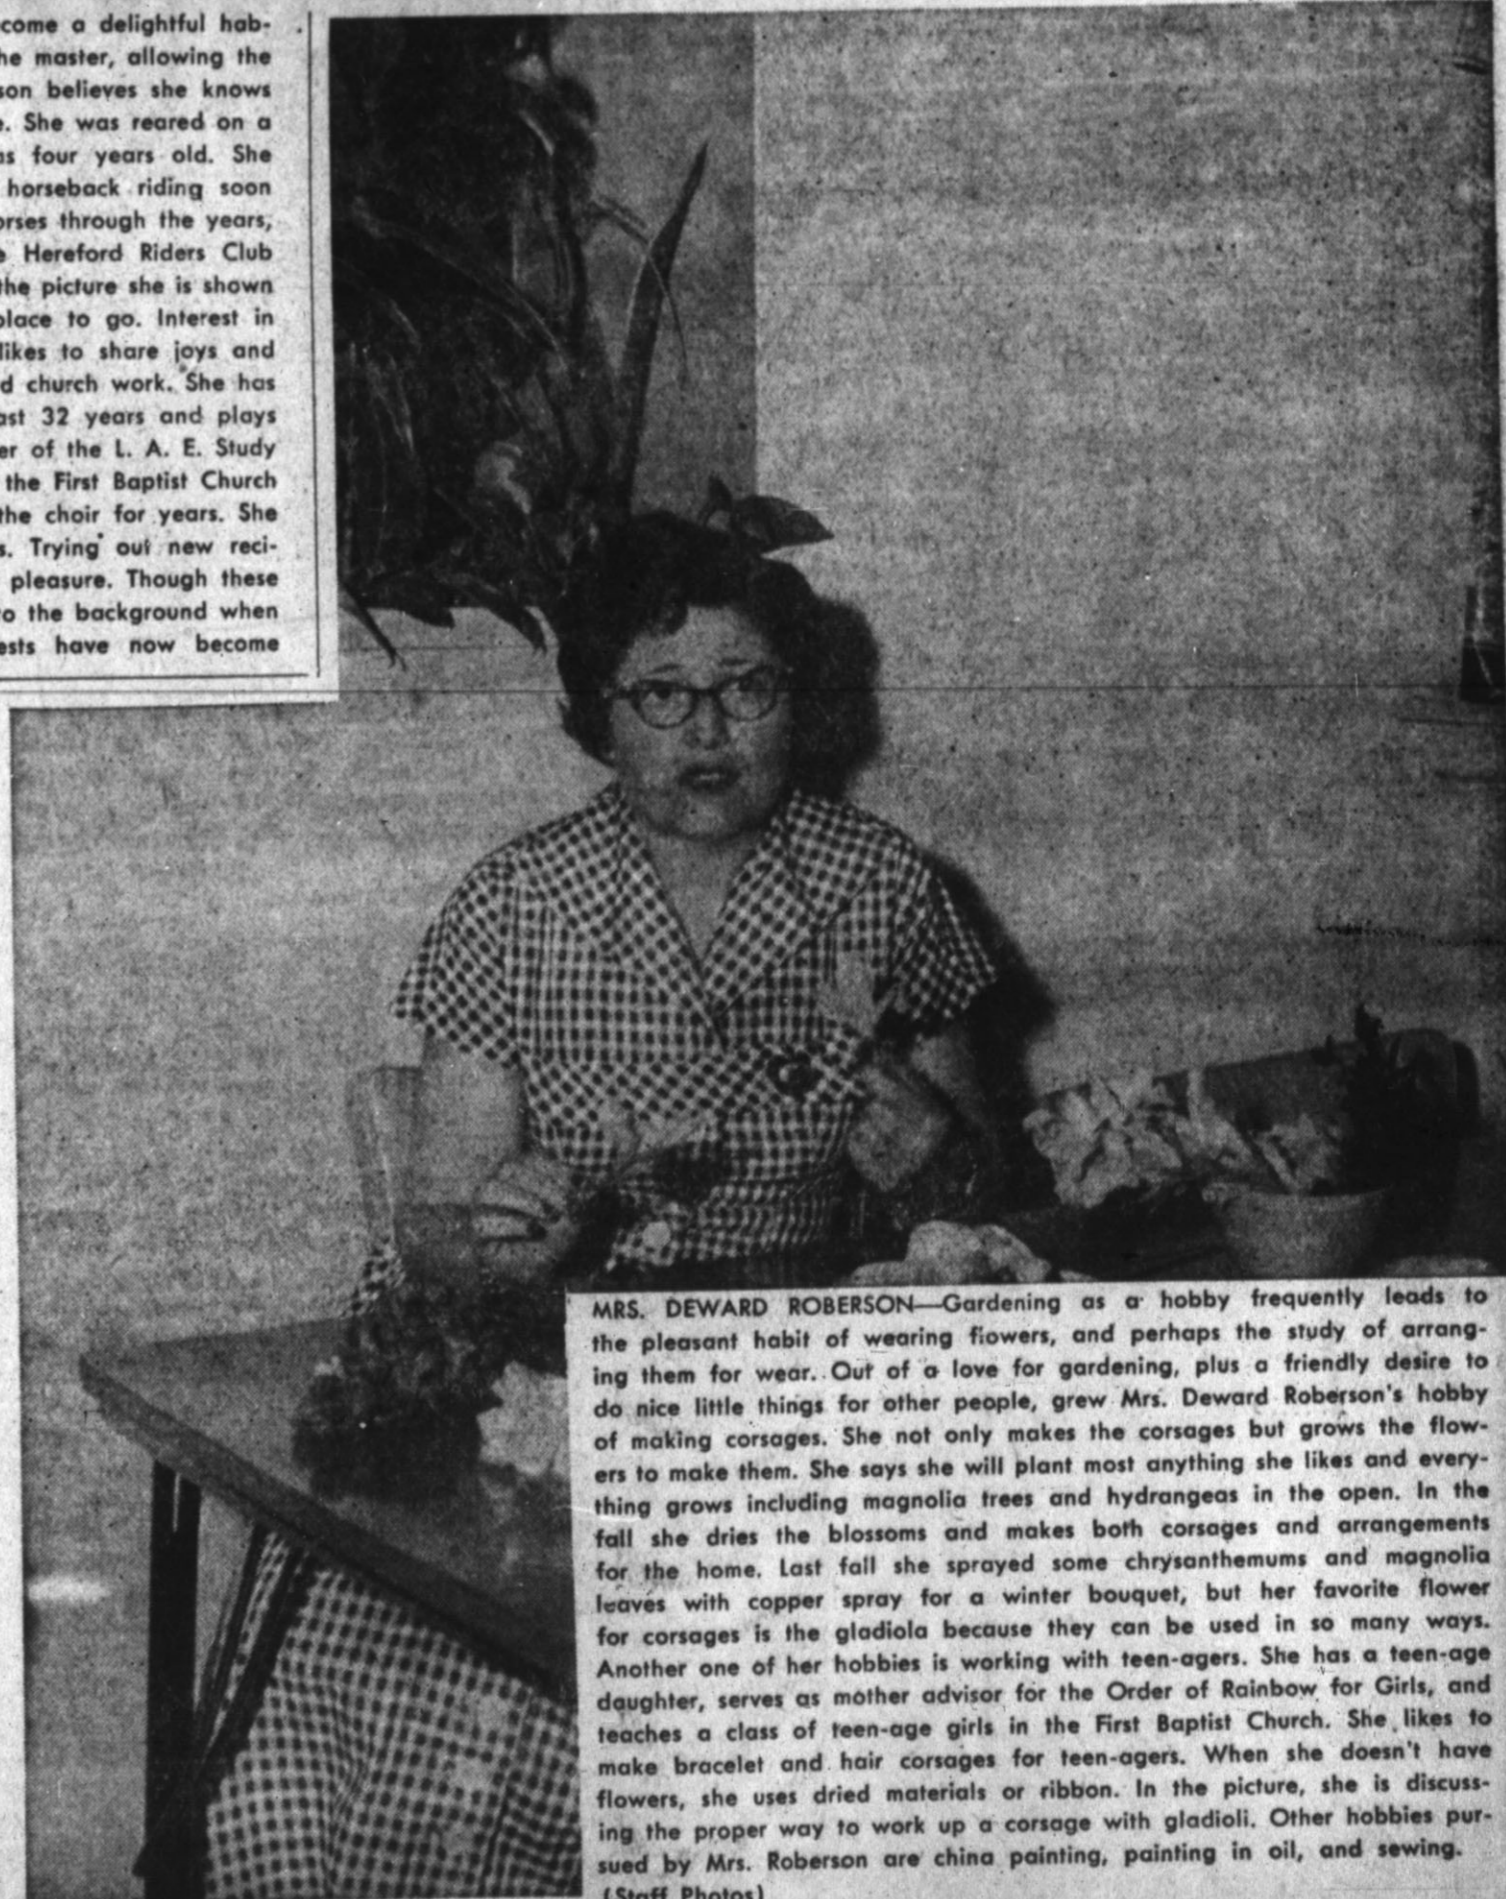 come a delightful hab-
he master, allowing the
son believes she knows
e. She was reared on a
as four years old. She
horseback riding soon
orses through the years,
e Hereford Riders Club
the picture she is shown
place to go. Interest in
likes to share joys and
d church work. She has
ast 32 years and plays
er of the L. A. E. Study
the First Baptist Church
the choir for years. She
s. Trying out new reci-
pleasure. Though these
to the background when
ests have now become
MRS. DEWARD ROBERSON—Gardening as a hobby frequently leads to
the pleasant habit of wearing flowers, and perhaps the study of arrang-
ing them for wear. Out of a love for gardening, plus a friendly desire to
do nice little things for other people, grew Mrs. Deward Roberson's hobby
of making corsages. She not only makes the corsages but grows the flow-
ers to make them. She says she will plant most anything she likes and every-
thing grows including magnolia trees and hydrangeas in the open. In the
fall she dries the blossoms and makes both corsages and arrangements
for the home. Last fall she sprayed some chrysanthemums and magnolia
leaves with copper spray for a winter bouquet, but her favorite flower
for corsages is the gladiola because they can be used in so many ways.
Another one of her hobbies is working with teen-agers. She has a teen-age
daughter, serves as mother advisor for the Order of Rainbow for Girls, and
teaches a class of teen-age girls in the First Baptist Church. She likes to
make bracelet and hair corsages for teen-agers. When she doesn't have
flowers, she uses dried materials or ribbon. In the picture, she is discuss-
ing the proper way to work up a corsage with gladioli. Other hobbies pur-
sued by Mrs. Roberson are china painting, painting in oil, and sewing.
(Staff Photos)